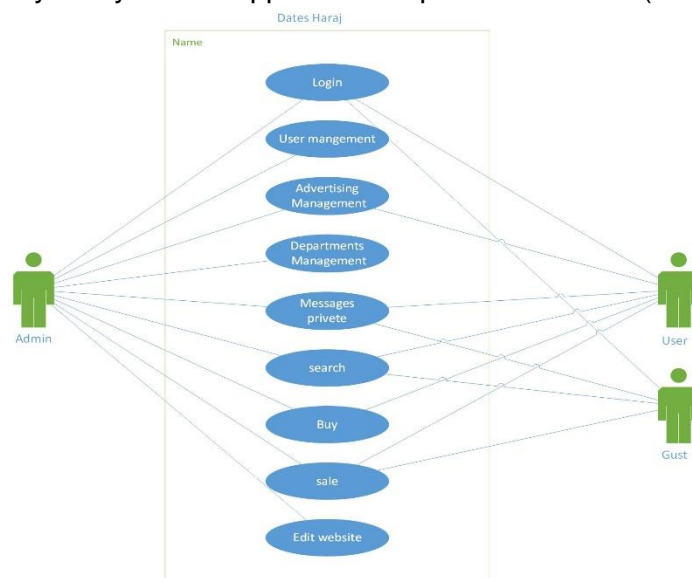 Dates Haraj
Name
Login
User mangement
Advertising
Management
Departments
Management
Messages
privete
search
Buy
sale
Edit website
Admin
User
Gust